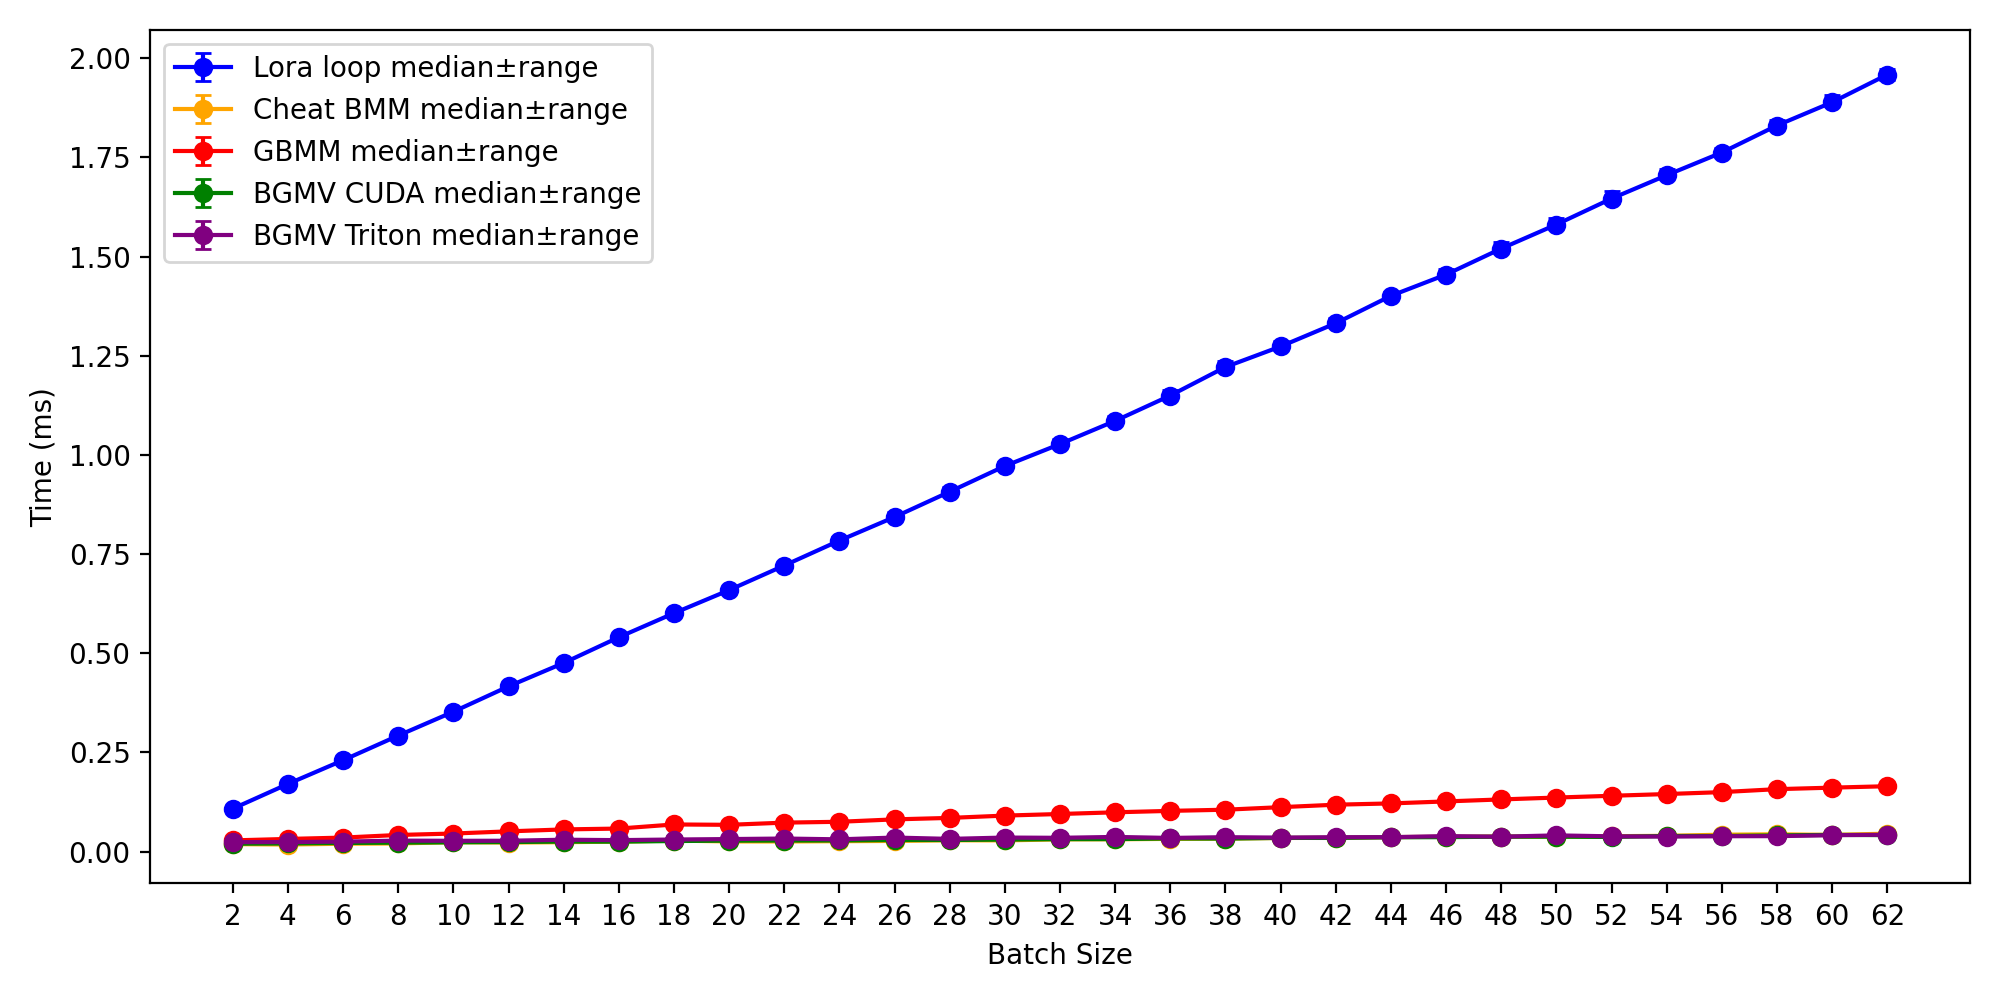 2.00
1.75
1.50
1.25
1.00
0.75
0.50
0.25
0.00
Time (ms)
Lora loop median±range
Cheat BMM median±range
GBMM median±range
BGMV CUDA median±range
BGMV Triton median±range
2 4 6 8 10 12 14 16 18 20 22 24 26 28 30 32 34 36 38 40 42 44 46 48 50 52 54 56 58 60 62
Batch Size